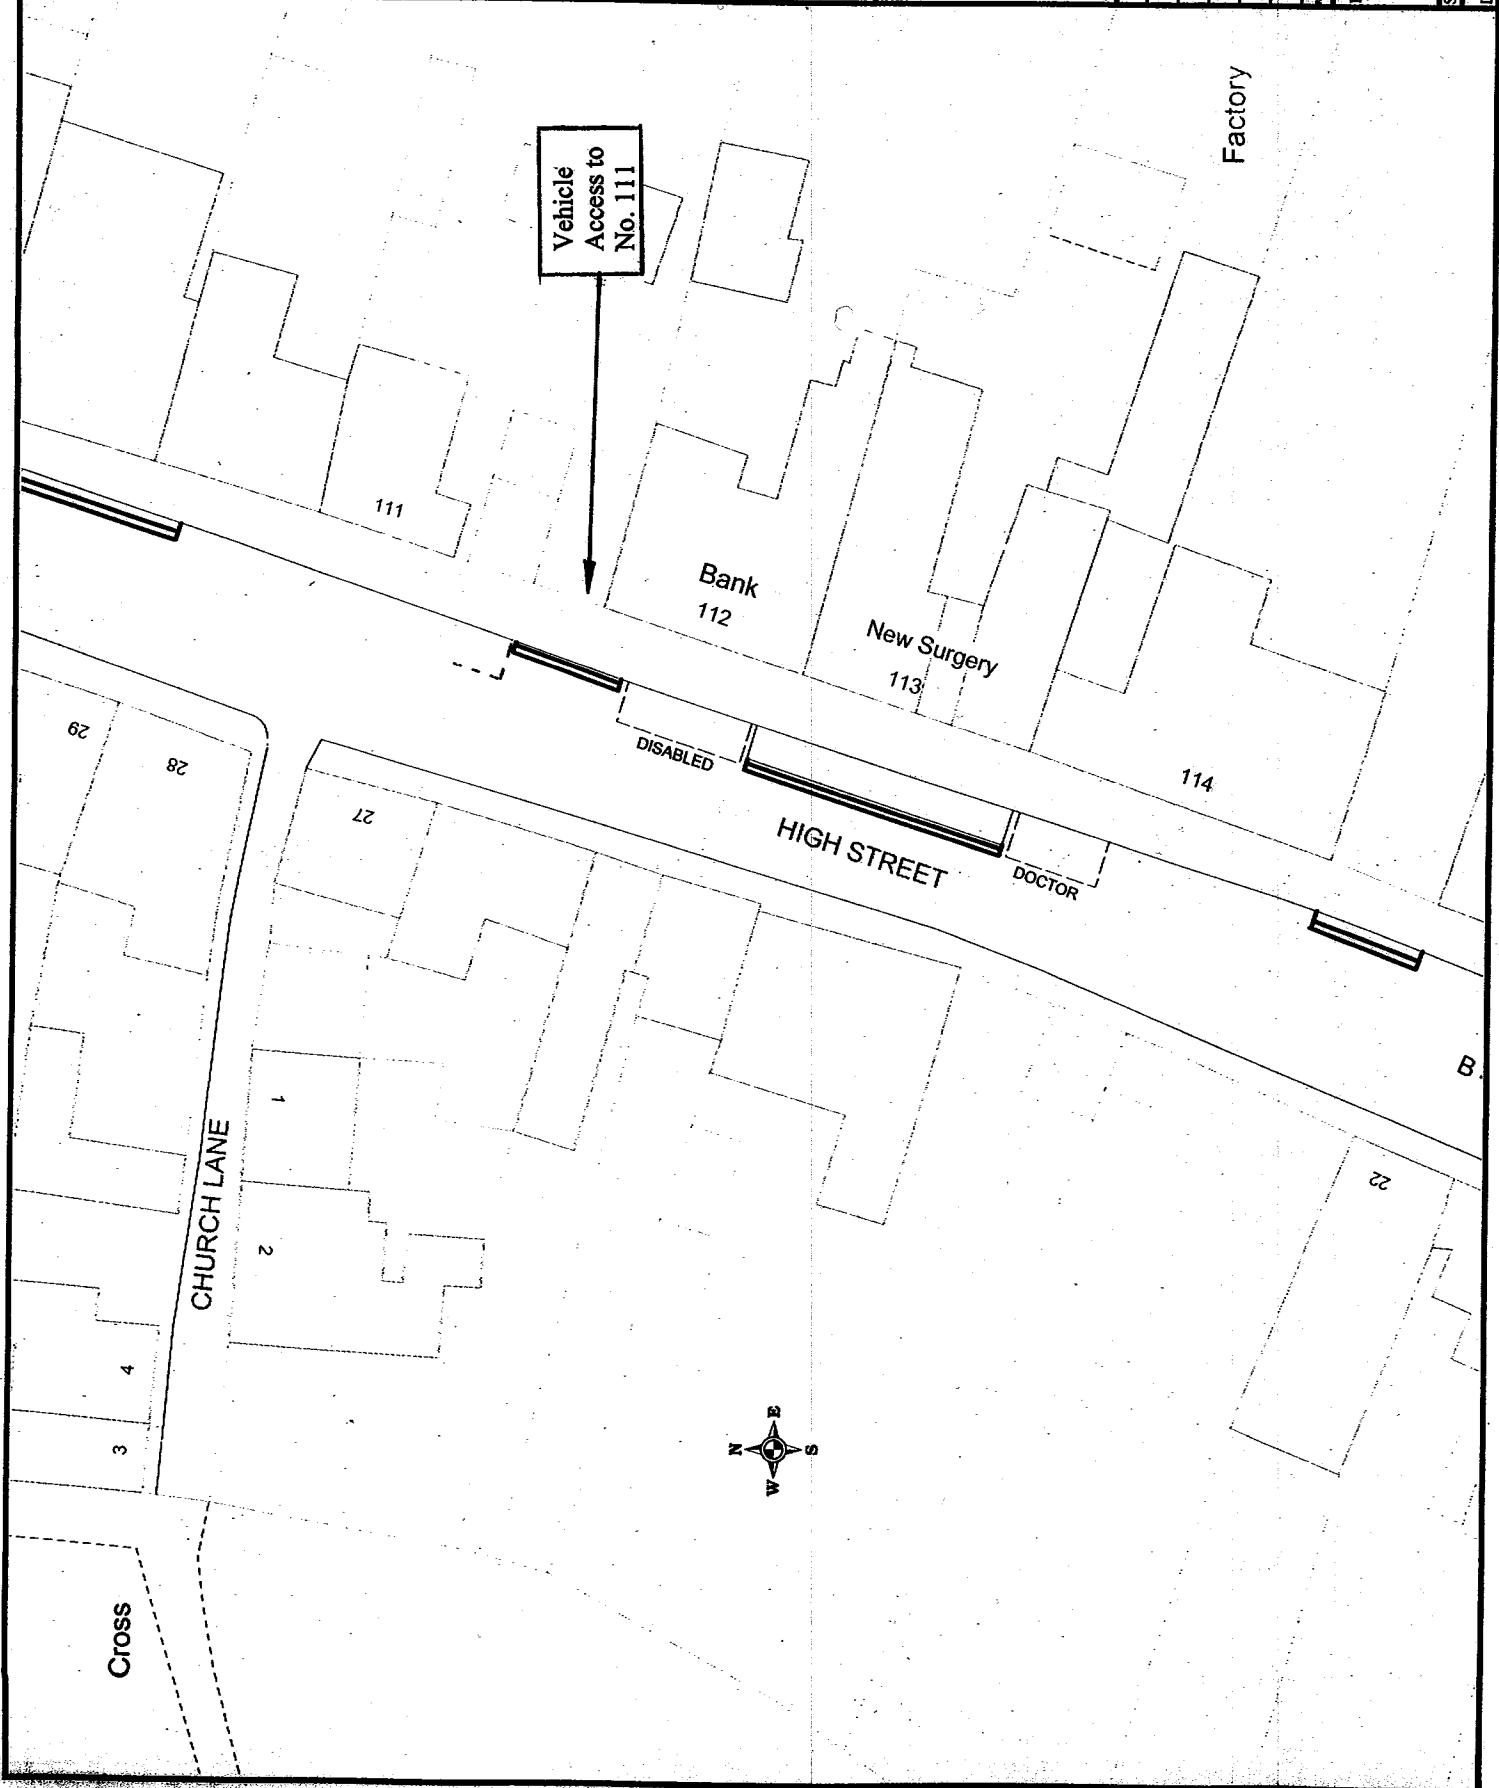 Factory
Vehicle
Access to
No. 111
111
Bank
112
New Surgery
113
114
DISABLED
HIGH STREET
DOCTOR
B.
29
28
27
1
2
CHURCH LANE
4
3
22
N
E
S
W
Cross